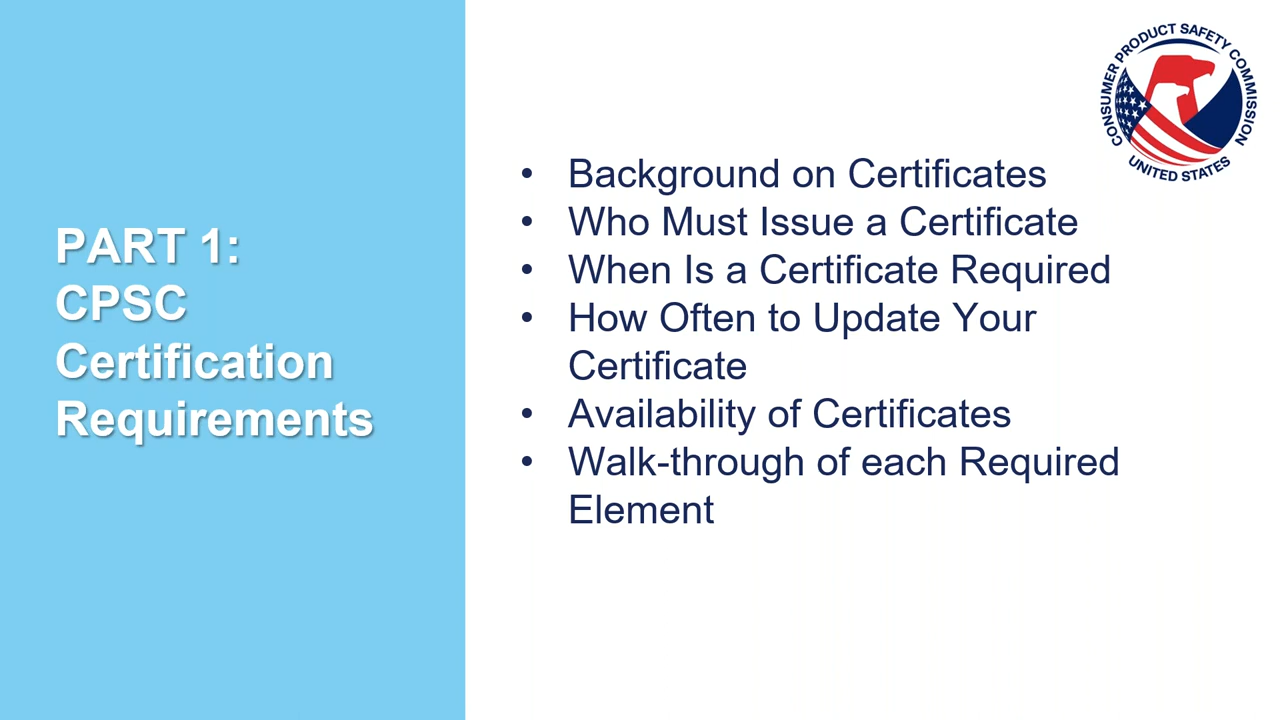 CONSUMER PRODUCT SAFETY COMMISSION
UNITED STATES
PART 1:
CPSC
Certification
Requirements
• Background on Certificates
• Who Must Issue a Certificate
• When Is a Certificate Required
• How Often to Update Your
Certificate
• Availability of Certificates
• Walk-through of each Required
Element